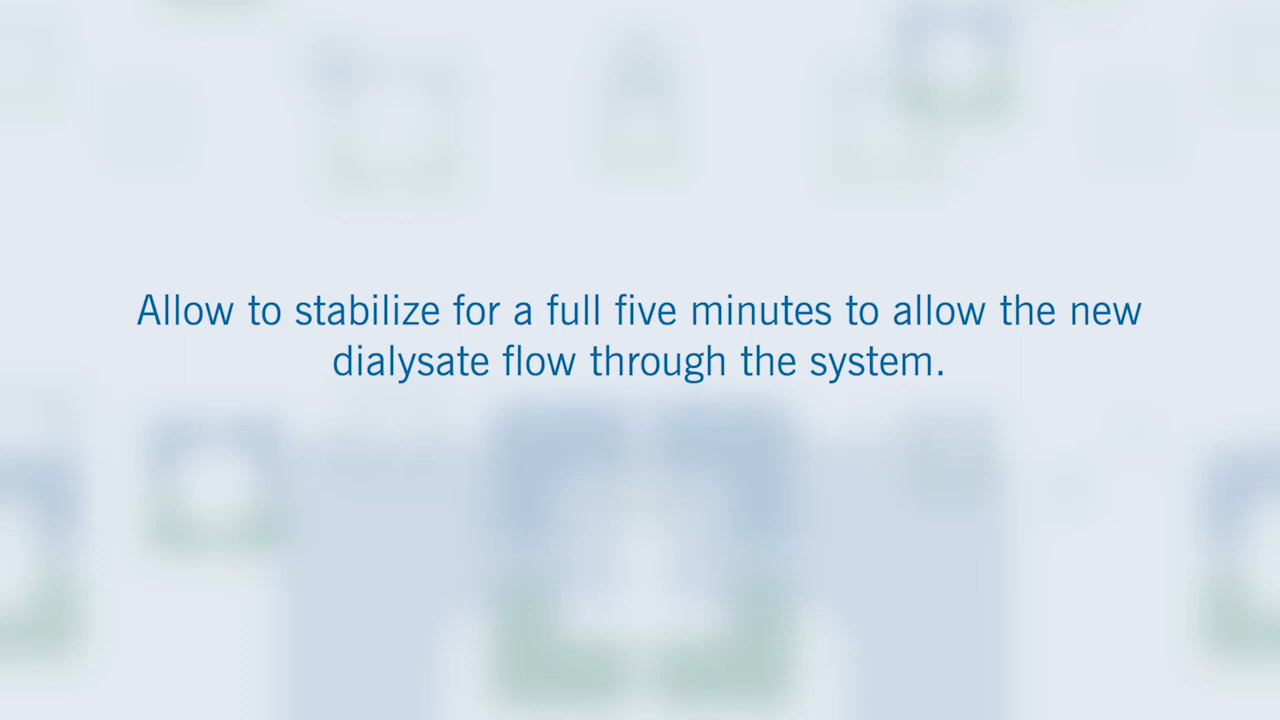 Allow to stabilize for a full five minutes to allow the new
dialysate flow through the system.